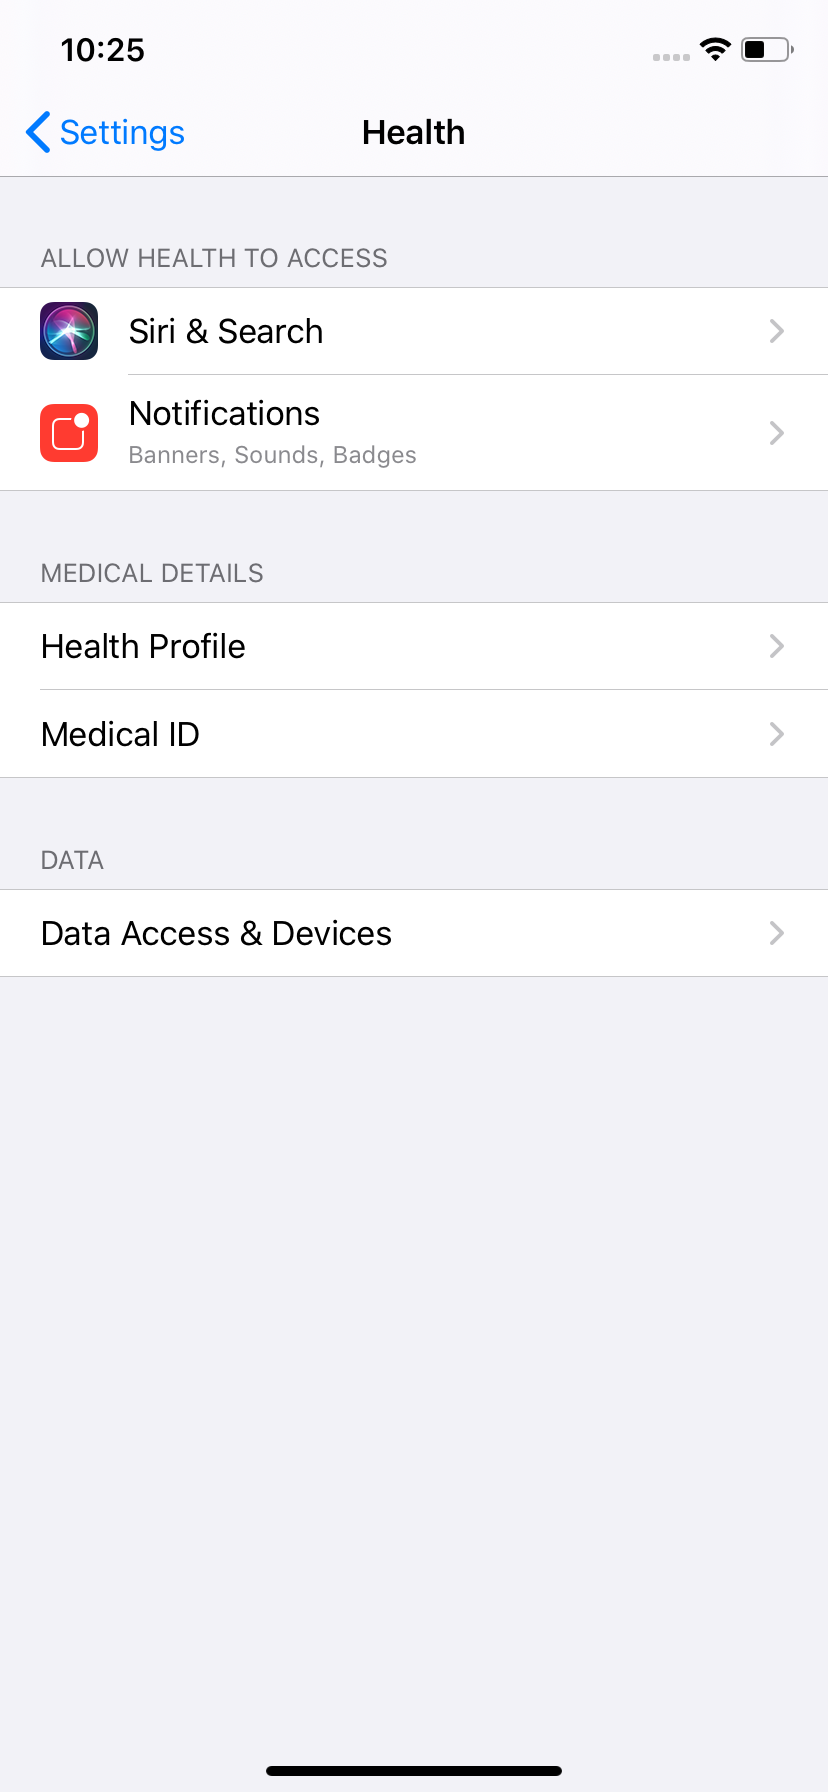 10:25
Settings
Health
ALLOW HEALTH TO ACCESS
Siri & Search
Notifications
Banners, Sounds, Badges
MEDICAL DETAILS
Health Profile
Medical ID
DATA
Data Access & Devices